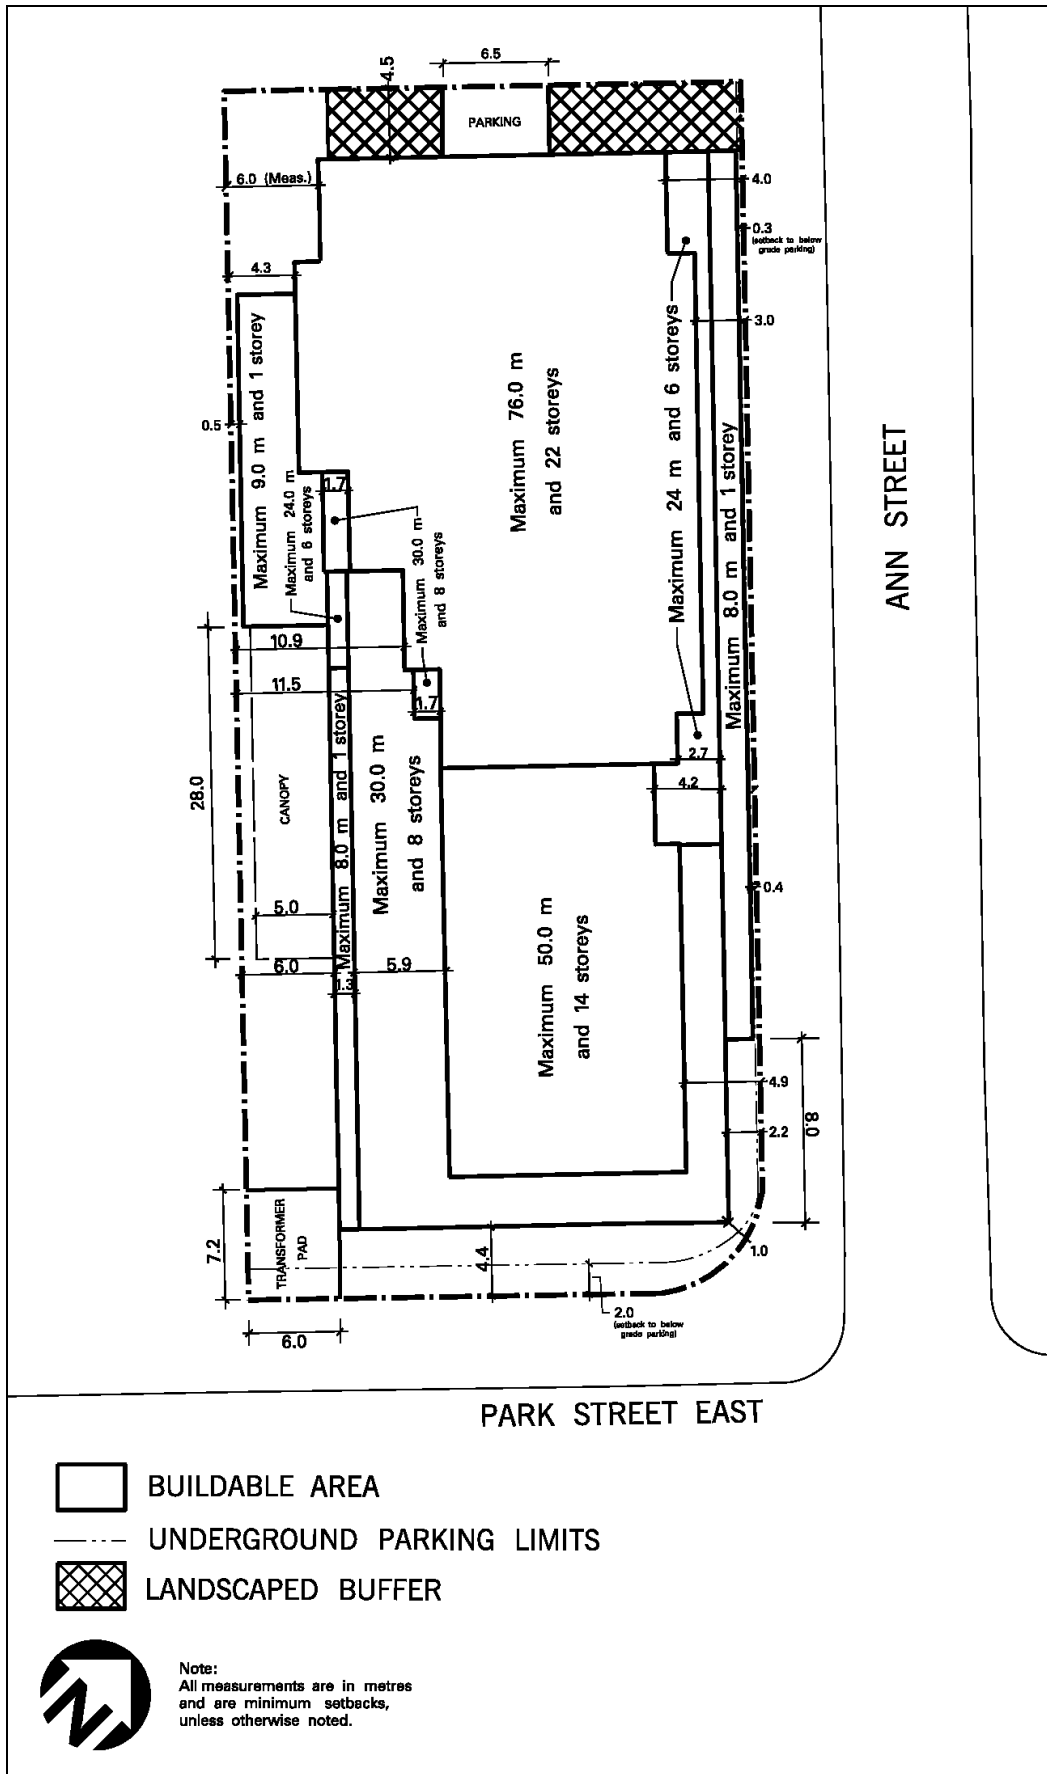 6.5
4.5
PARKING
6.0 (Meas.)
4.0
0.3
(setback to below
grade parking)
4.3
3.0
Maximum 9.0 m and 1 storey
0.5
Maximum 76.0 m
and 22 storeys
Maximum 24 m and 6 storeys
Maximum 8.0 m and 1 storey
ANN STREET
1.7
Maximum 24.0 m
and 6 storeys
Maximum 30.0 m
and 8 storeys
10.9
11.5
1.7
2.7
4.2
28.0
CANOPY
Maximum 8.0 m and 1 storey
Maximum 30.0 m
and 8 storeys
0.4
5.0
6.0
1.3
5.9
Maximum 50.0 m
and 14 storeys
4.9
8.0
2.2
7.2
TRANSFORMER
PAD
4.4
1.0
2.0
(setback to below
grade parking)
6.0
PARK STREET EAST
BUILDABLE AREA
UNDERGROUND PARKING LIMITS
LANDSCAPED BUFFER
N
Note:
All measurements are in metres
and are minimum setbacks,
unless otherwise noted.